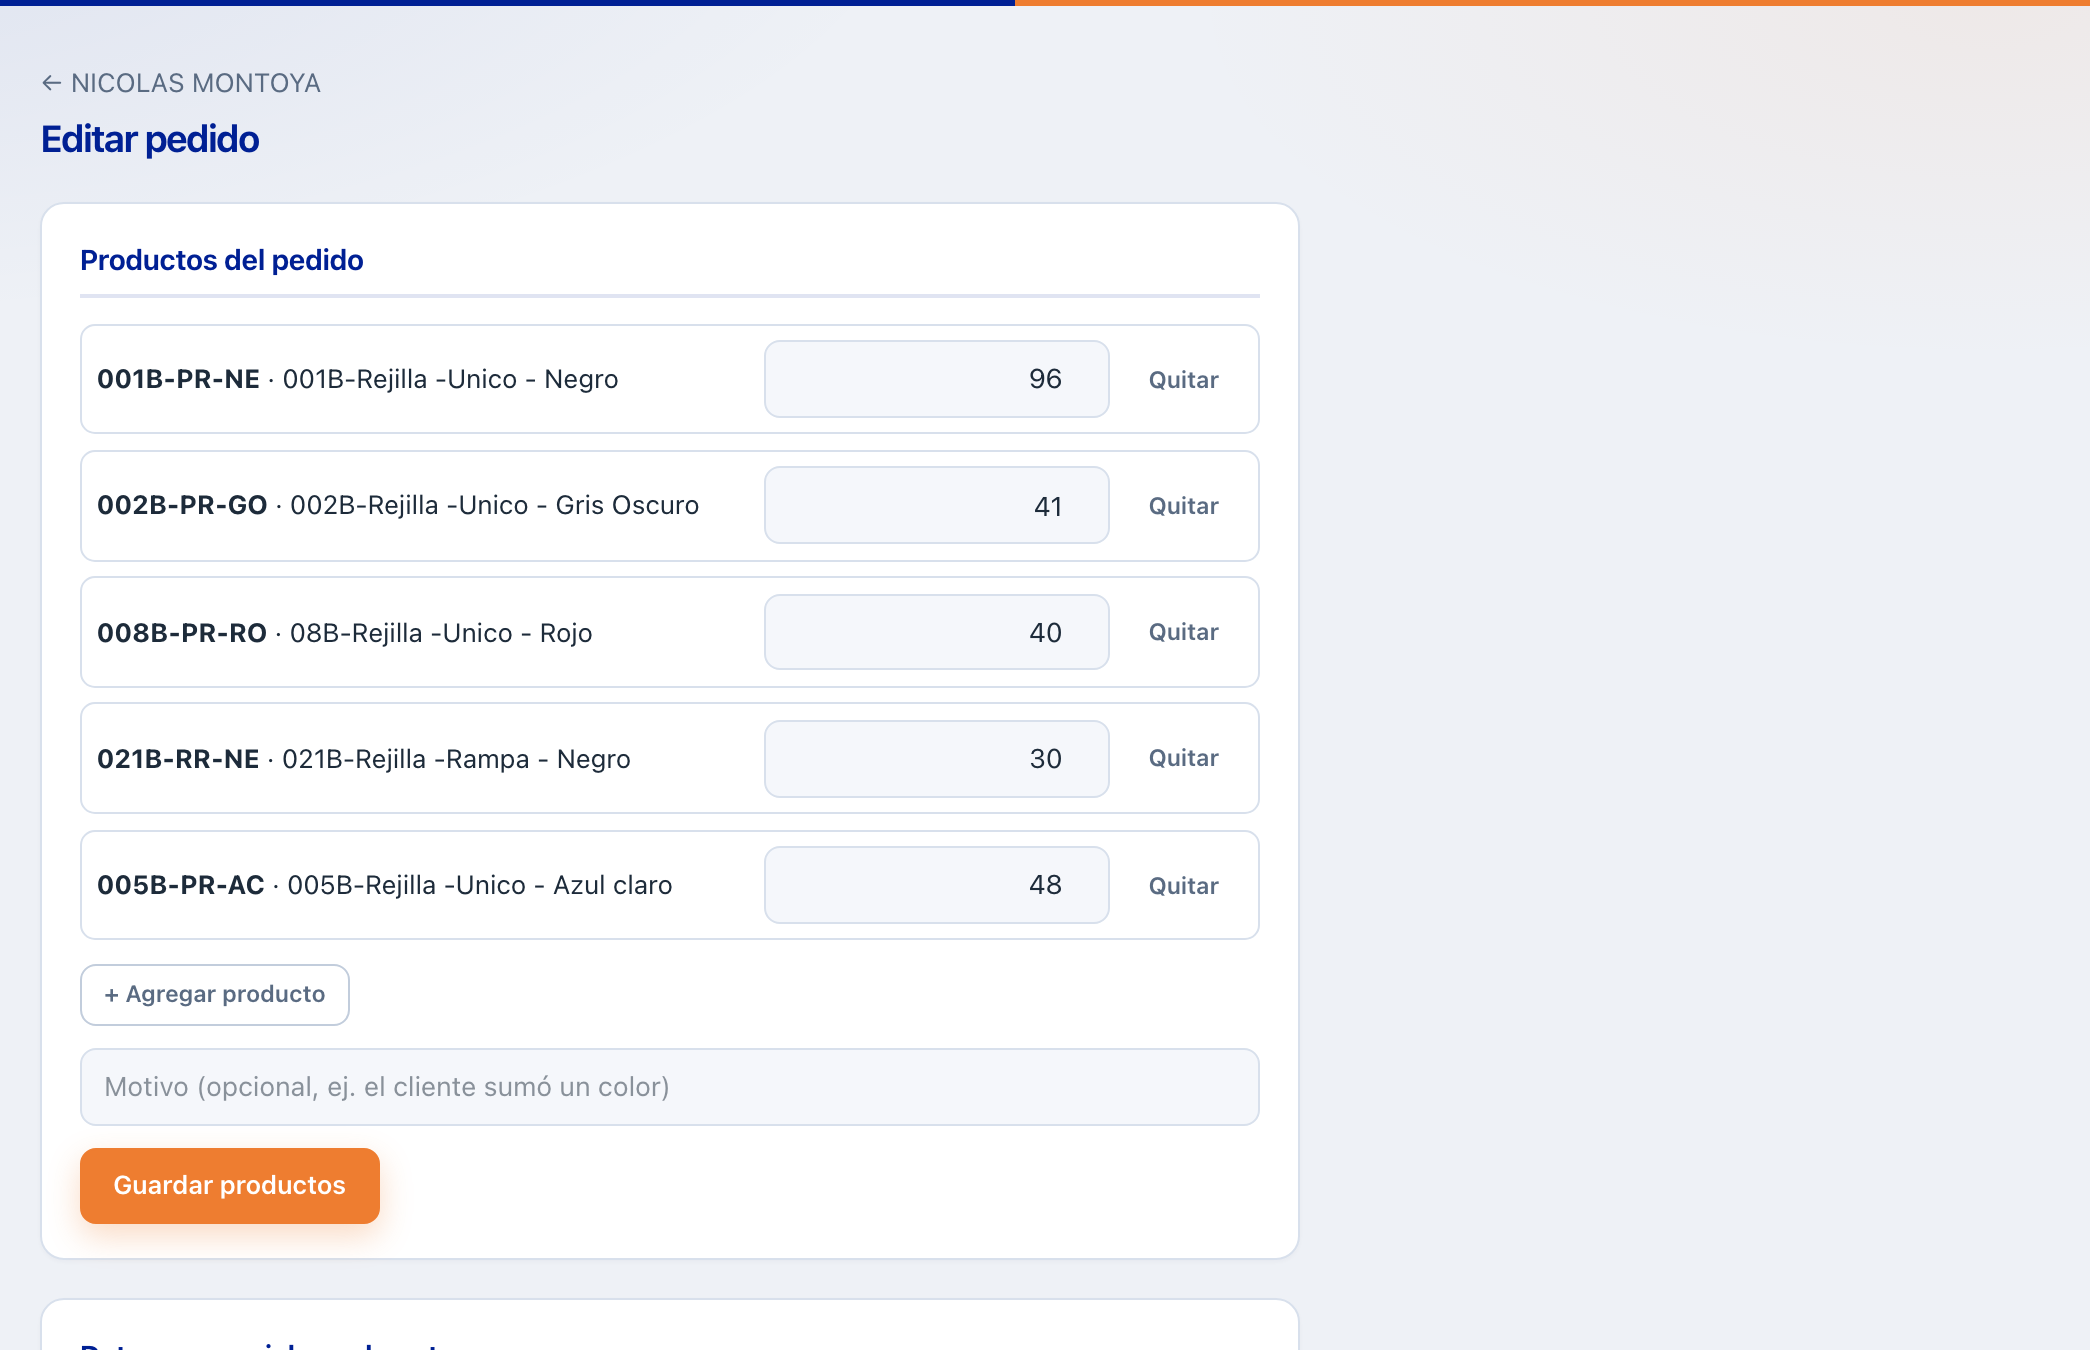 ← NICOLAS MONTOYA
Editar pedido
Productos del pedido
001B-PR-NE · 001B-Rejilla -Unico - Negro 96 Quitar
002B-PR-GO · 002B-Rejilla -Unico - Gris Oscuro 41 Quitar
008B-PR-RO · 08B-Rejilla -Unico - Rojo 40 Quitar
021B-RR-NE · 021B-Rejilla -Rampa - Negro 30 Quitar
005B-PR-AC · 005B-Rejilla -Unico - Azul claro 48 Quitar
+ Agregar producto
Motivo (opcional, ej. el cliente sumó un color)
Guardar productos